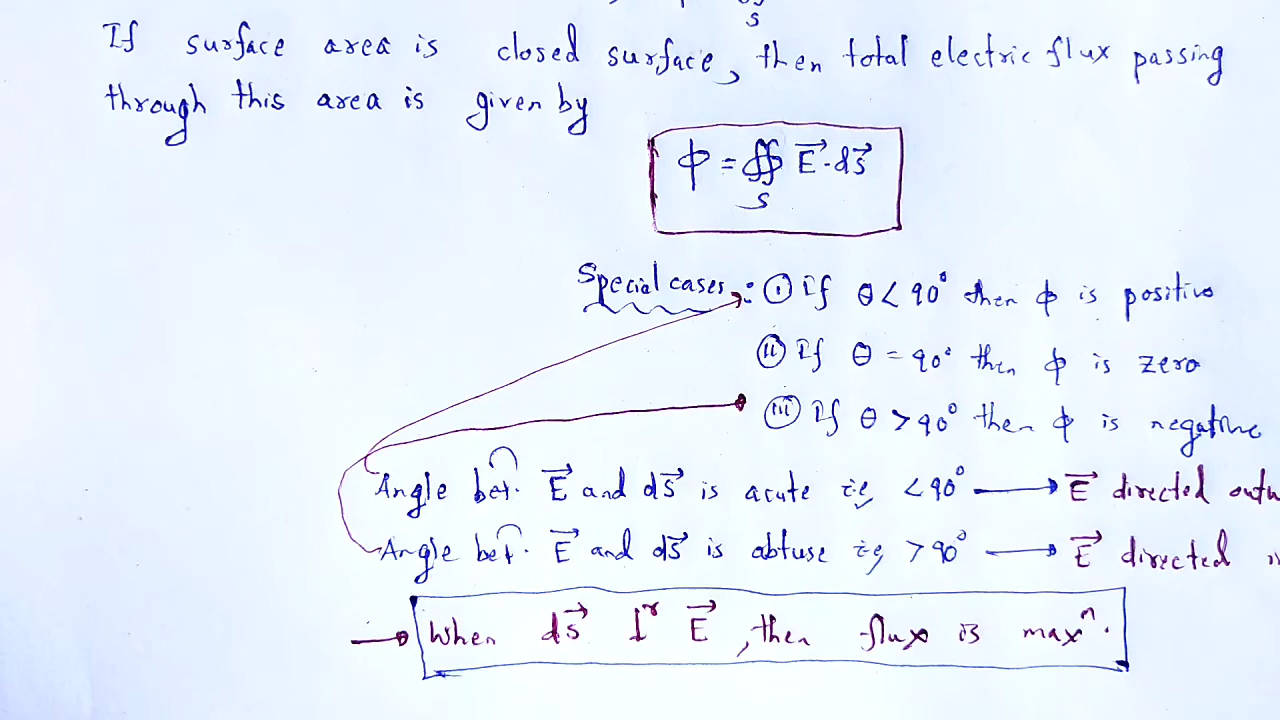 S
If surface area is closed surface, then total electric flux passing
through this area is given by
ϕ = ∯ E⃗·ds⃗
S
Special cases : (i) if θ < 90° then ϕ is positive
(ii) If θ = 90° then ϕ is zero
(iii) If θ > 90° then ϕ is negative
Angle bet. E⃗ and ds⃗ is acute i.e. < 90° → E⃗ directed outw
Angle bet. E⃗ and ds⃗ is obtuse i.e. > 90° → E⃗ directed
→ When ds⃗ ⊥ʳ E⃗, then flux is maxᵐ.